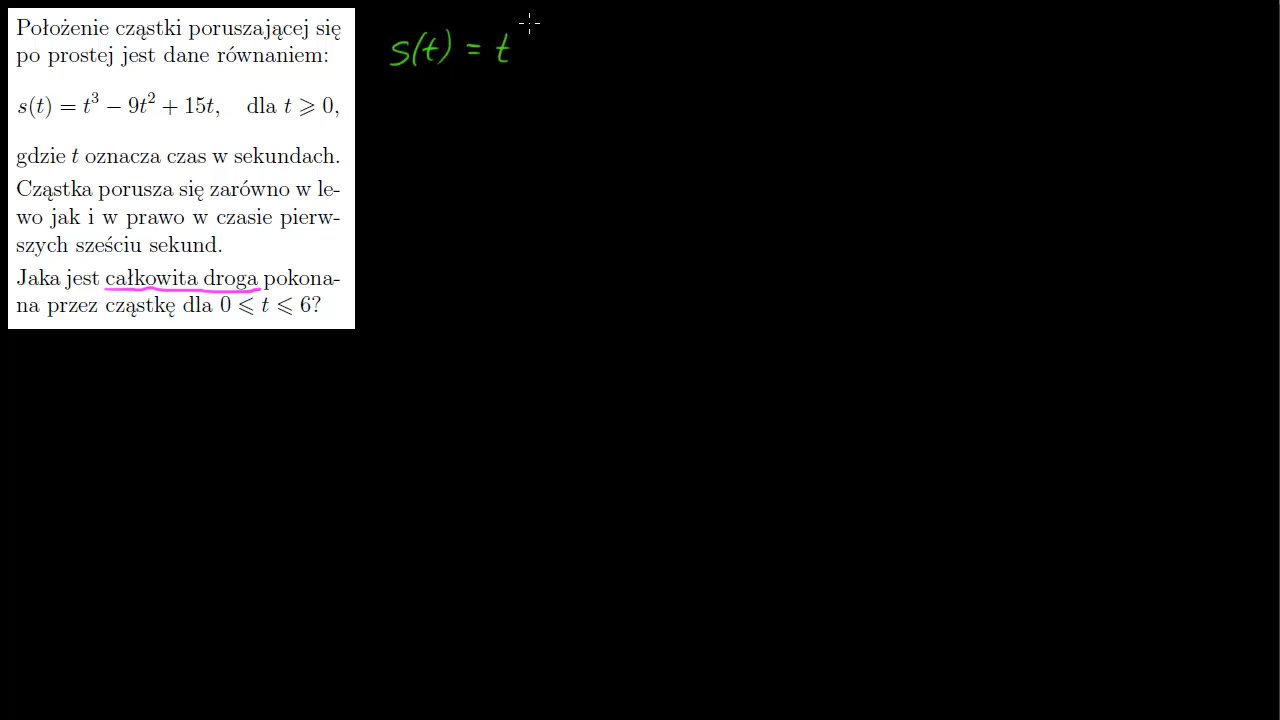 Położenie cząstki poruszającej się
po prostej jest dane równaniem:
s(t) = t³ − 9t² + 15t, dla t ⩾ 0,
gdzie t oznacza czas w sekundach.
Cząstka porusza się zarówno w le-
wo jak i w prawo w czasie pierw-
szych sześciu sekund.
Jaka jest całkowita droga pokona-
na przez cząstkę dla 0 ⩽ t ⩽ 6?
s(t) = t